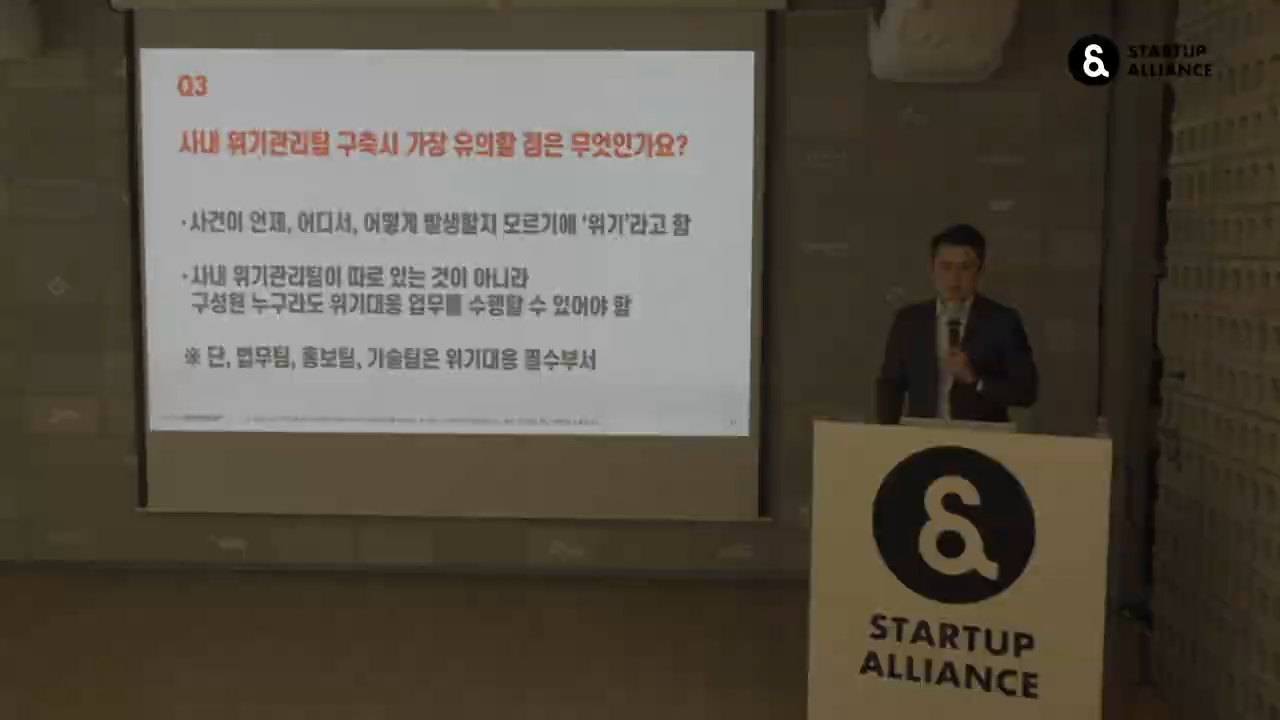 Q3
사내 위기관리팀 구축시 가장 유의할 점은 무엇인가요?
·사건이 언제, 어디서, 어떻게 발생할지 모르기에 '위기'라고 함
·사내 위기관리팀이 따로 있는 것이 아니라
구성원 누구라도 위기대응 업무를 수행할 수 있어야 함
※ 단, 법무팀, 홍보팀, 기술팀은 위기대응 필수부서
STARTUP
ALLIANCE
STARTUP
ALLIANCE